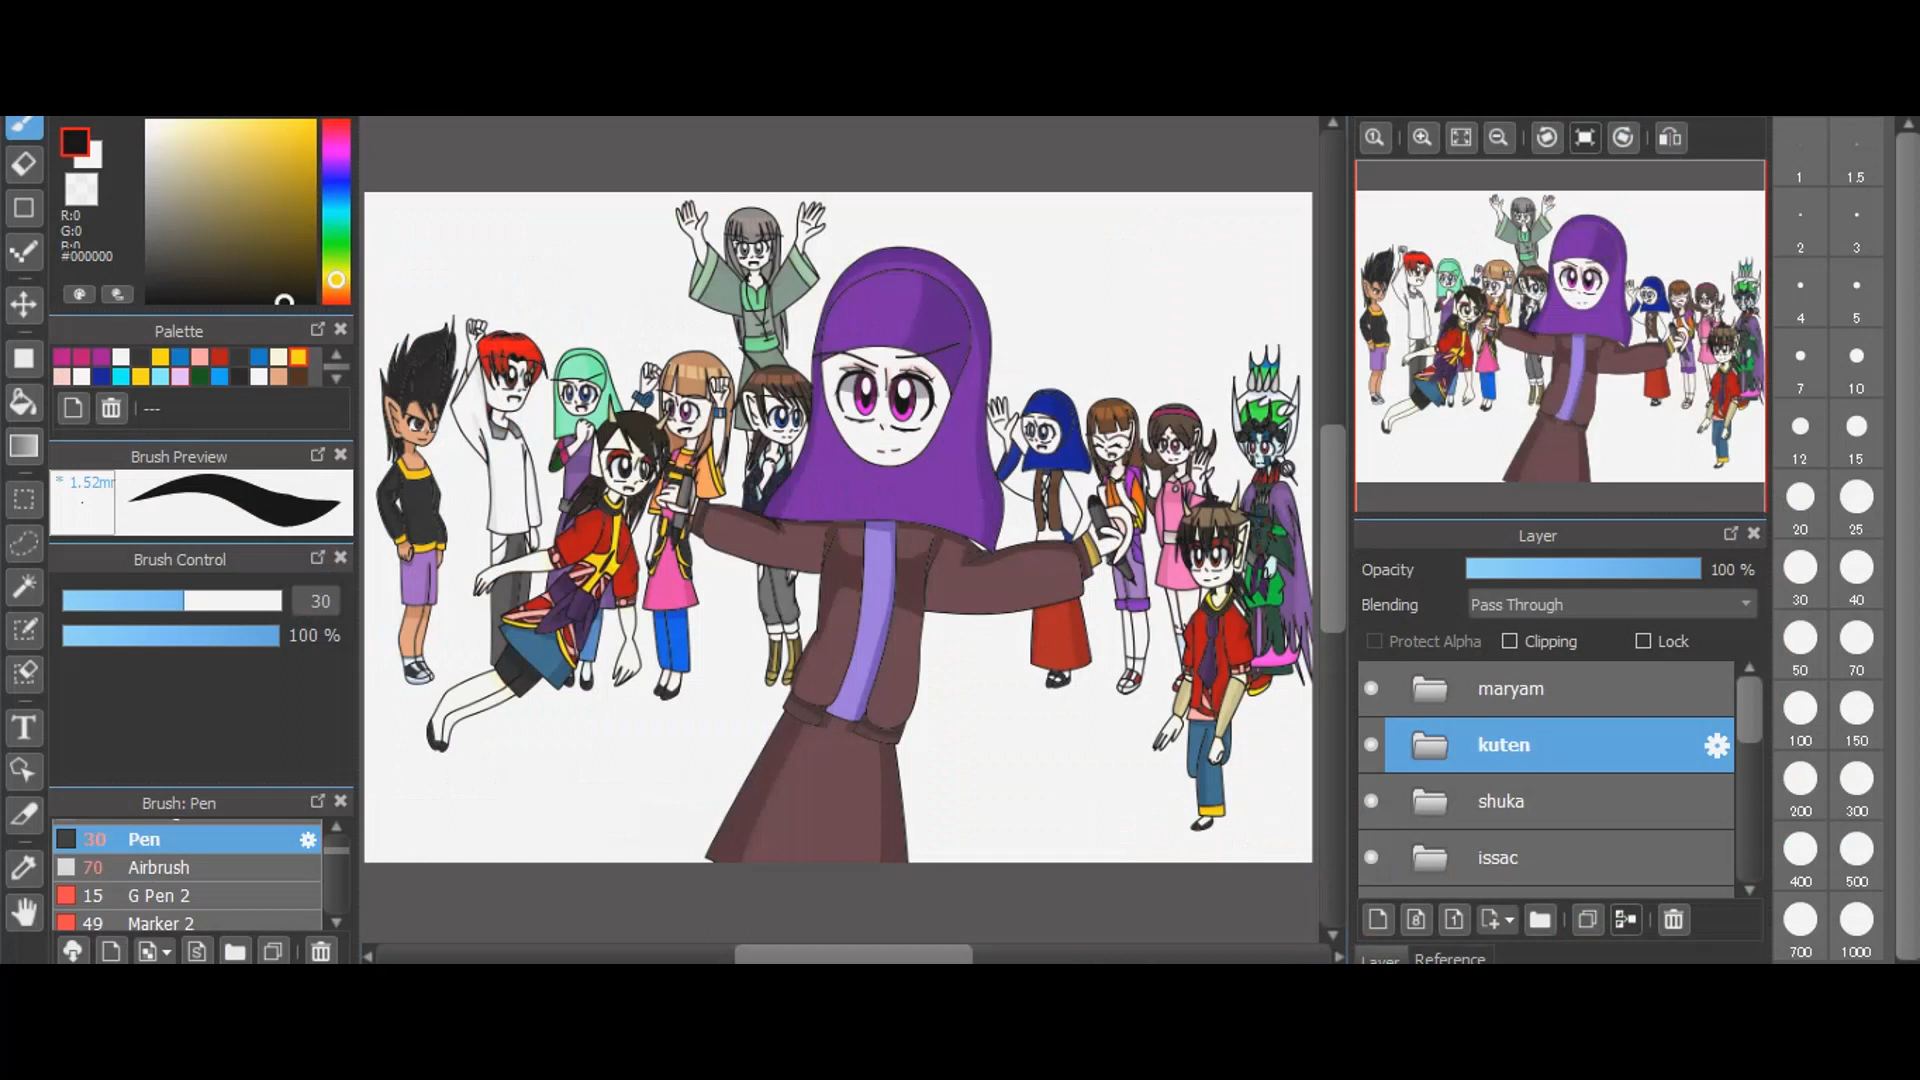 R:0
G:0
B:0
#000000
Palette
---
Brush Preview
* 1.52m
Brush Control
30
100 %
Brush: Pen
30 Pen
70 Airbrush
15 G Pen 2
49 Marker 2
Layer
Opacity 100 %
Blending Pass Through
Protect Alpha Clipping Lock
maryam
kuten
shuka
issac
Layer Reference
1 1.5
2 3
4 5
7 10
12 15
20 25
30 40
50 70
100 150
200 300
400 500
700 1000